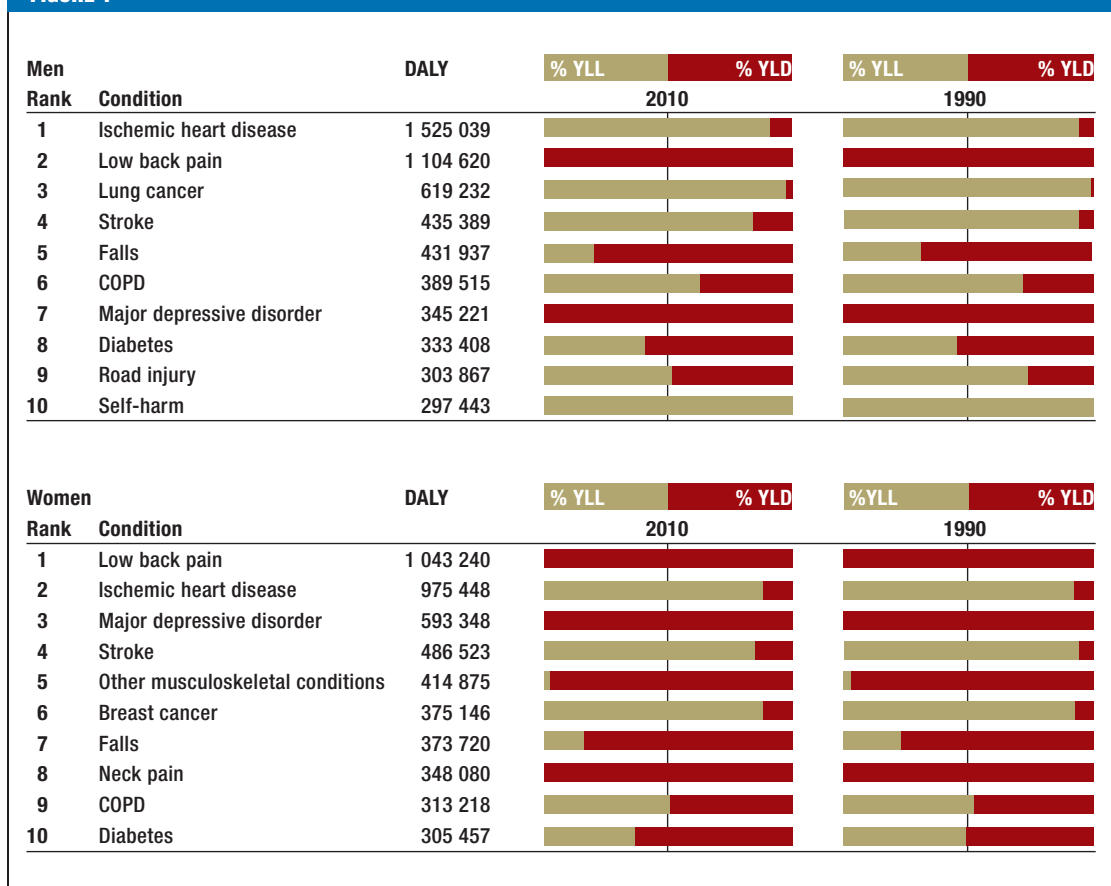 Men DALY % YLL % YLD % YLL % YLD
Rank Condition 2010 1990
1 Ischemic heart disease 1 525 039
2 Low back pain 1 104 620
3 Lung cancer 619 232
4 Stroke 435 389
5 Falls 431 937
6 COPD 389 515
7 Major depressive disorder 345 221
8 Diabetes 333 408
9 Road injury 303 867
10 Self-harm 297 443
Women DALY % YLL % YLD %YLL % YLD
Rank Condition 2010 1990
1 Low back pain 1 043 240
2 Ischemic heart disease 975 448
3 Major depressive disorder 593 348
4 Stroke 486 523
5 Other musculoskeletal conditions 414 875
6 Breast cancer 375 146
7 Falls 373 720
8 Neck pain 348 080
9 COPD 313 218
10 Diabetes 305 457